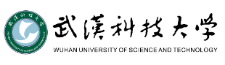 武漢科技大学
WUHAN UNIVERSITY OF SCIENCE AND TECHNOLOGY